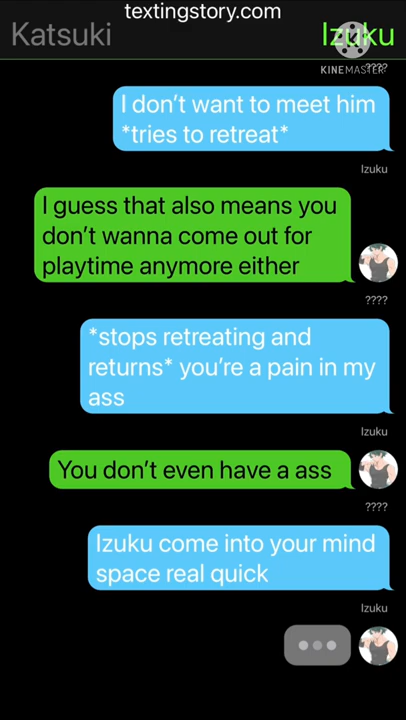 textingstory.com
Katsuki
Izuku
KINEMASTER
????
I don't want to meet him
*tries to retreat*
Izuku
I guess that also means you
don't wanna come out for
playtime anymore either
????
*stops retreating and
returns* you're a pain in my
ass
Izuku
You don't even have a ass
????
Izuku come into your mind
space real quick
Izuku